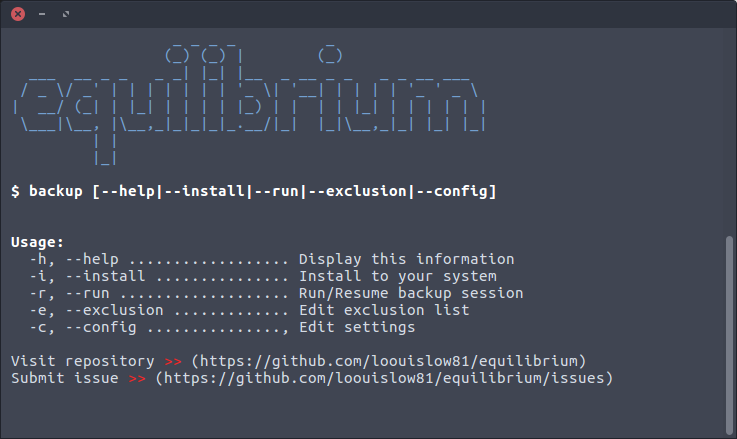 equilibrium
$ backup [--help|--install|--run|--exclusion|--config]
Usage:
-h, --help .................. Display this information
-i, --install ............... Install to your system
-r, --run ................... Run/Resume backup session
-e, --exclusion ............. Edit exclusion list
-c, --config .............., Edit settings
Visit repository >> (https://github.com/loouislow81/equilibrium)
Submit issue >> (https://github.com/loouislow81/equilibrium/issues)